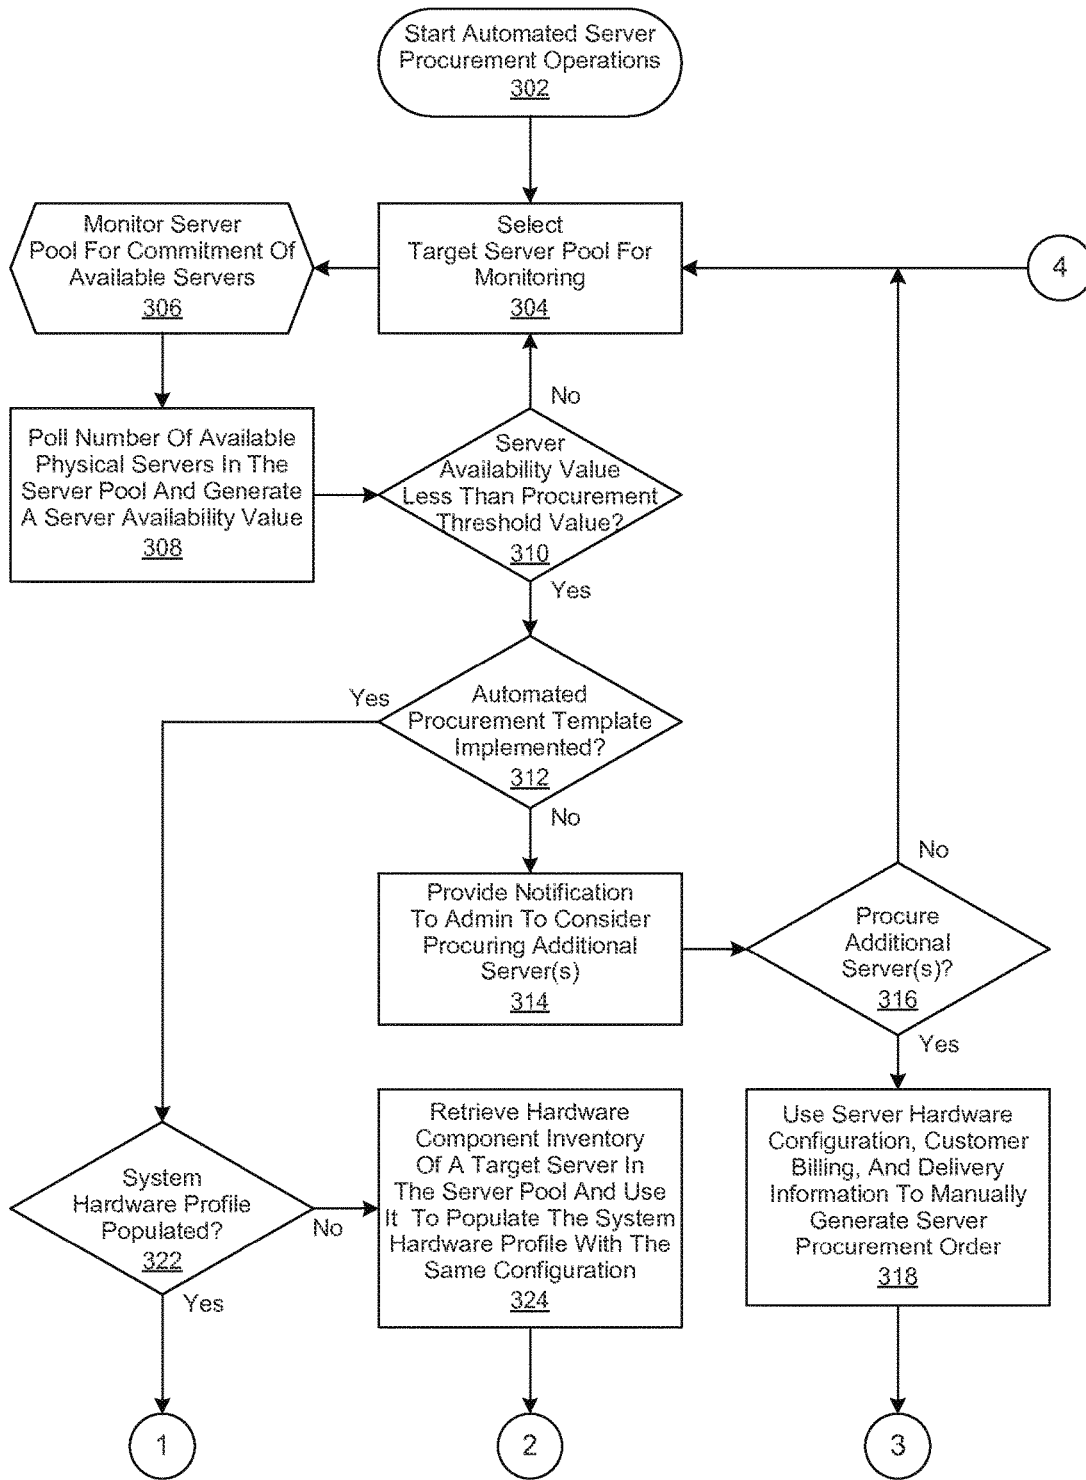 Start Automated Server
Procurement Operations
302
Monitor Server
Pool For Commitment Of
Available Servers
306
Select
Target Server Pool For
Monitoring
304
4
No
Poll Number Of Available
Physical Servers In The
Server Pool And Generate
A Server Availability Value
308
Server
Availability Value
Less Than Procurement
Threshold Value?
310
Yes
Yes
Automated
Procurement Template
Implemented?
312
No
No
Provide Notification
To Admin To Consider
Procuring Additional
Server(s)
314
Procure
Additional
Server(s)?
316
Yes
System
Hardware Profile
Populated?
322
No
Yes
Retrieve Hardware
Component Inventory
Of A Target Server In
The Server Pool And Use
It To Populate The System
Hardware Profile With The
Same Configuration
324
Use Server Hardware
Configuration, Customer
Billing, And Delivery
Information To Manually
Generate Server
Procurement Order
318
1
2
3